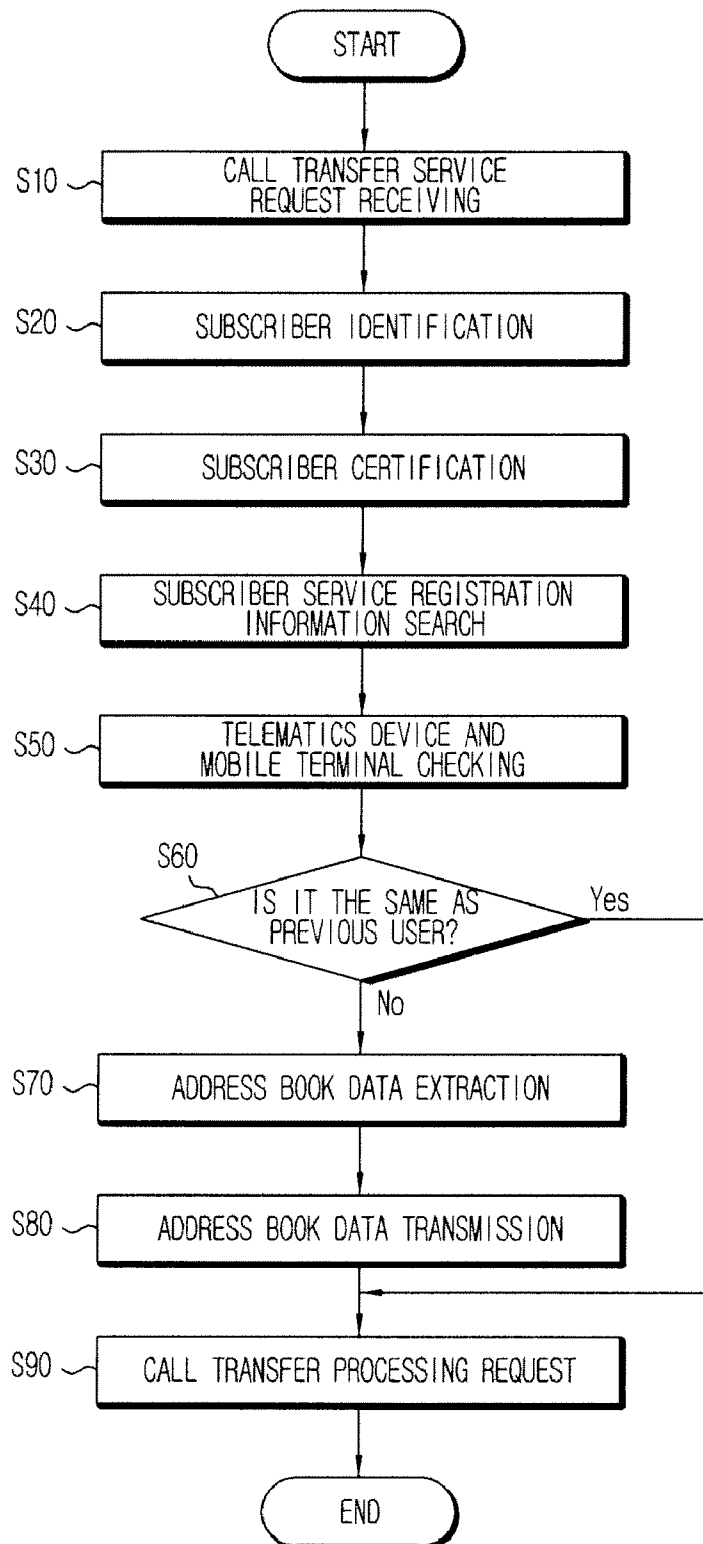 START
S10
CALL TRANSFER SERVICE
REQUEST RECEIVING
S20
SUBSCRIBER IDENTIFICATION
S30
SUBSCRIBER CERTIFICATION
S40
SUBSCRIBER SERVICE REGISTRATION
INFORMATION SEARCH
S50
TELEMATICS DEVICE AND
MOBILE TERMINAL CHECKING
S60
IS IT THE SAME AS
PREVIOUS USER?
Yes
No
S70
ADDRESS BOOK DATA EXTRACTION
S80
ADDRESS BOOK DATA TRANSMISSION
S90
CALL TRANSFER PROCESSING REQUEST
END